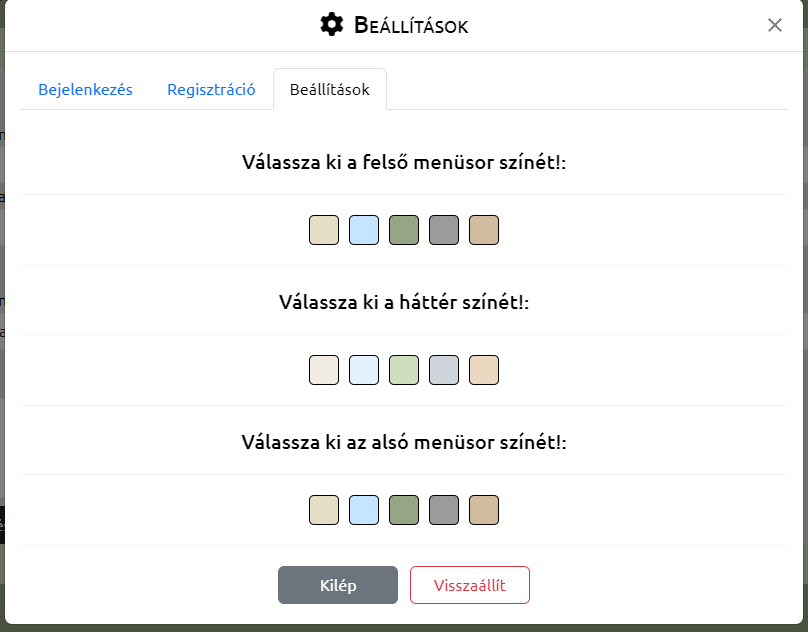 Beállítások
Bejelenkezés Regisztráció Beállítások
Válassza ki a felső menüsor színét!:
Válassza ki a háttér színét!:
Válassza ki az alsó menüsor színét!:
Kilép Visszaállít